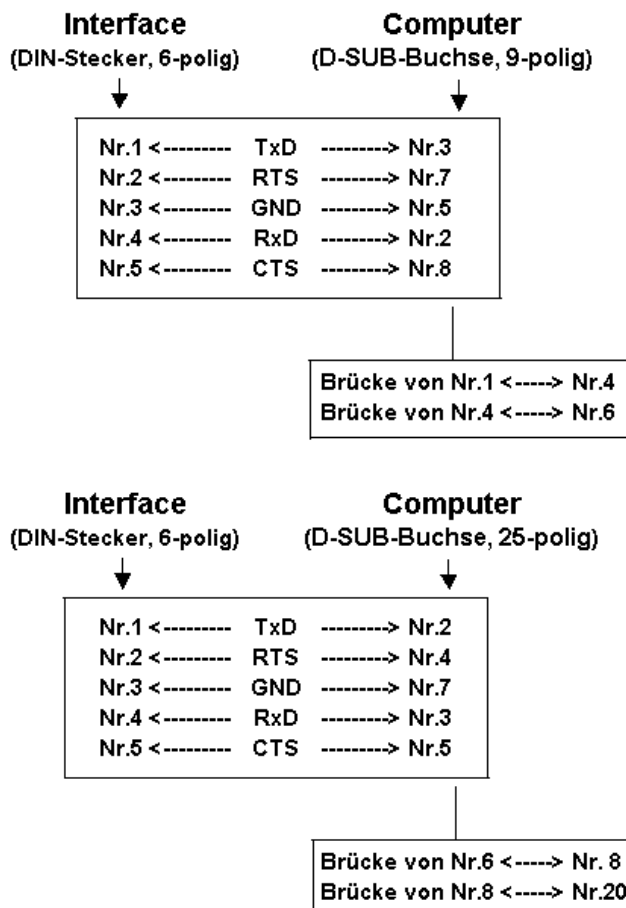 Interface Computer
(DIN-Stecker, 6-polig) (D-SUB-Buchse, 9-polig)
Nr.1 <--------- TxD ---------> Nr.3
Nr.2 <--------- RTS ---------> Nr.7
Nr.3 <--------- GND ---------> Nr.5
Nr.4 <--------- RxD ---------> Nr.2
Nr.5 <--------- CTS ---------> Nr.8
Brücke von Nr.1 <-----> Nr.4
Brücke von Nr.4 <-----> Nr.6
Interface Computer
(DIN-Stecker, 6-polig) (D-SUB-Buchse, 25-polig)
Nr.1 <--------- TxD ---------> Nr.2
Nr.2 <--------- RTS ---------> Nr.4
Nr.3 <--------- GND ---------> Nr.7
Nr.4 <--------- RxD ---------> Nr.3
Nr.5 <--------- CTS ---------> Nr.5
Brücke von Nr.6 <-----> Nr. 8
Brücke von Nr.8 <-----> Nr.20